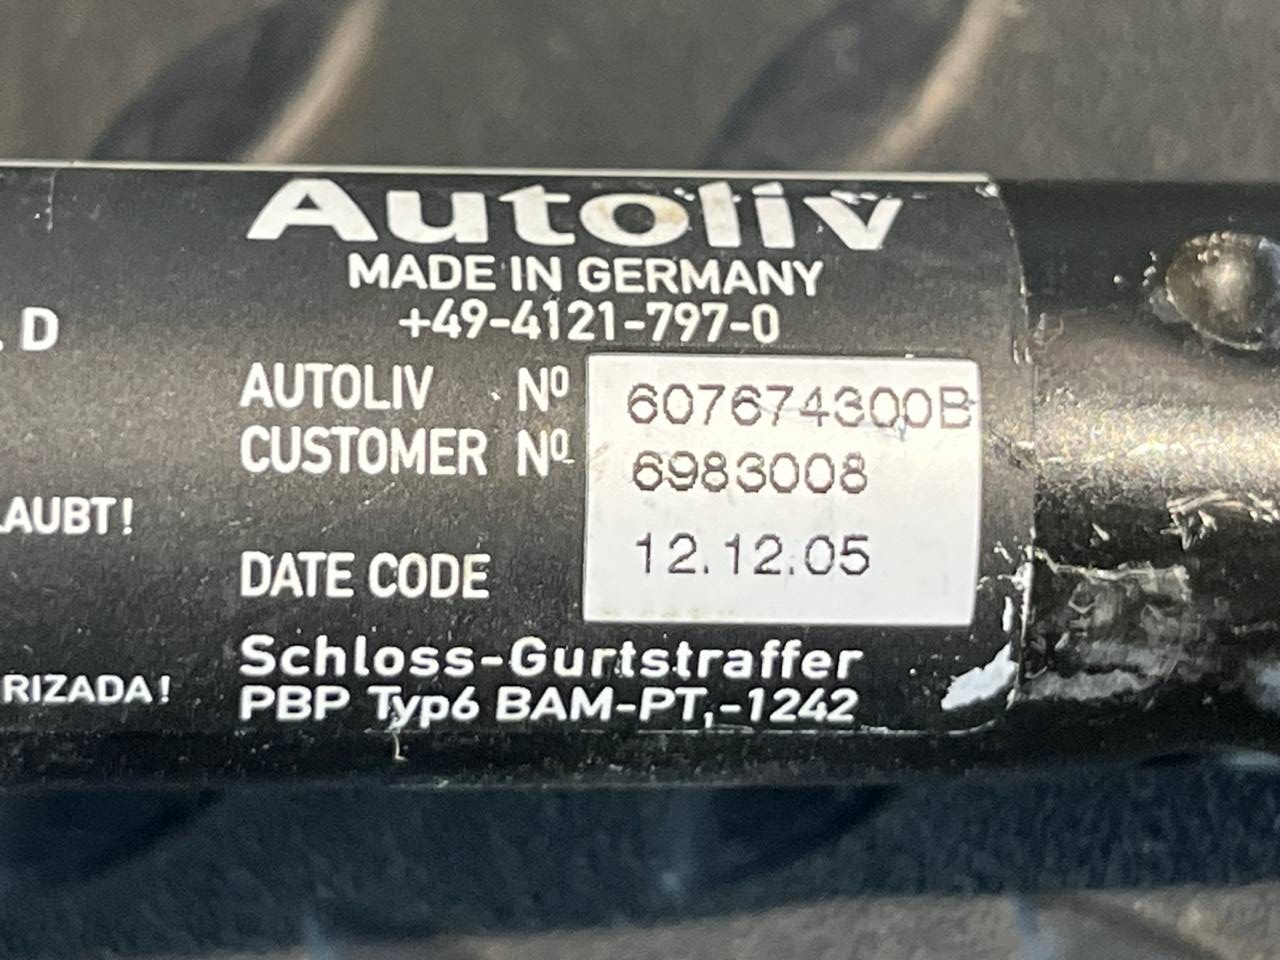 Autoliv
MADE IN GERMANY
+49-4121-797-0
. D
AUTOLIV Nº 607674300B
CUSTOMER Nº 6983008
LAUBT!
DATE CODE 12.12.05
Schloss-Gurtstraffer
RIZADA! PBP Typ6 BAM-PT,-1242